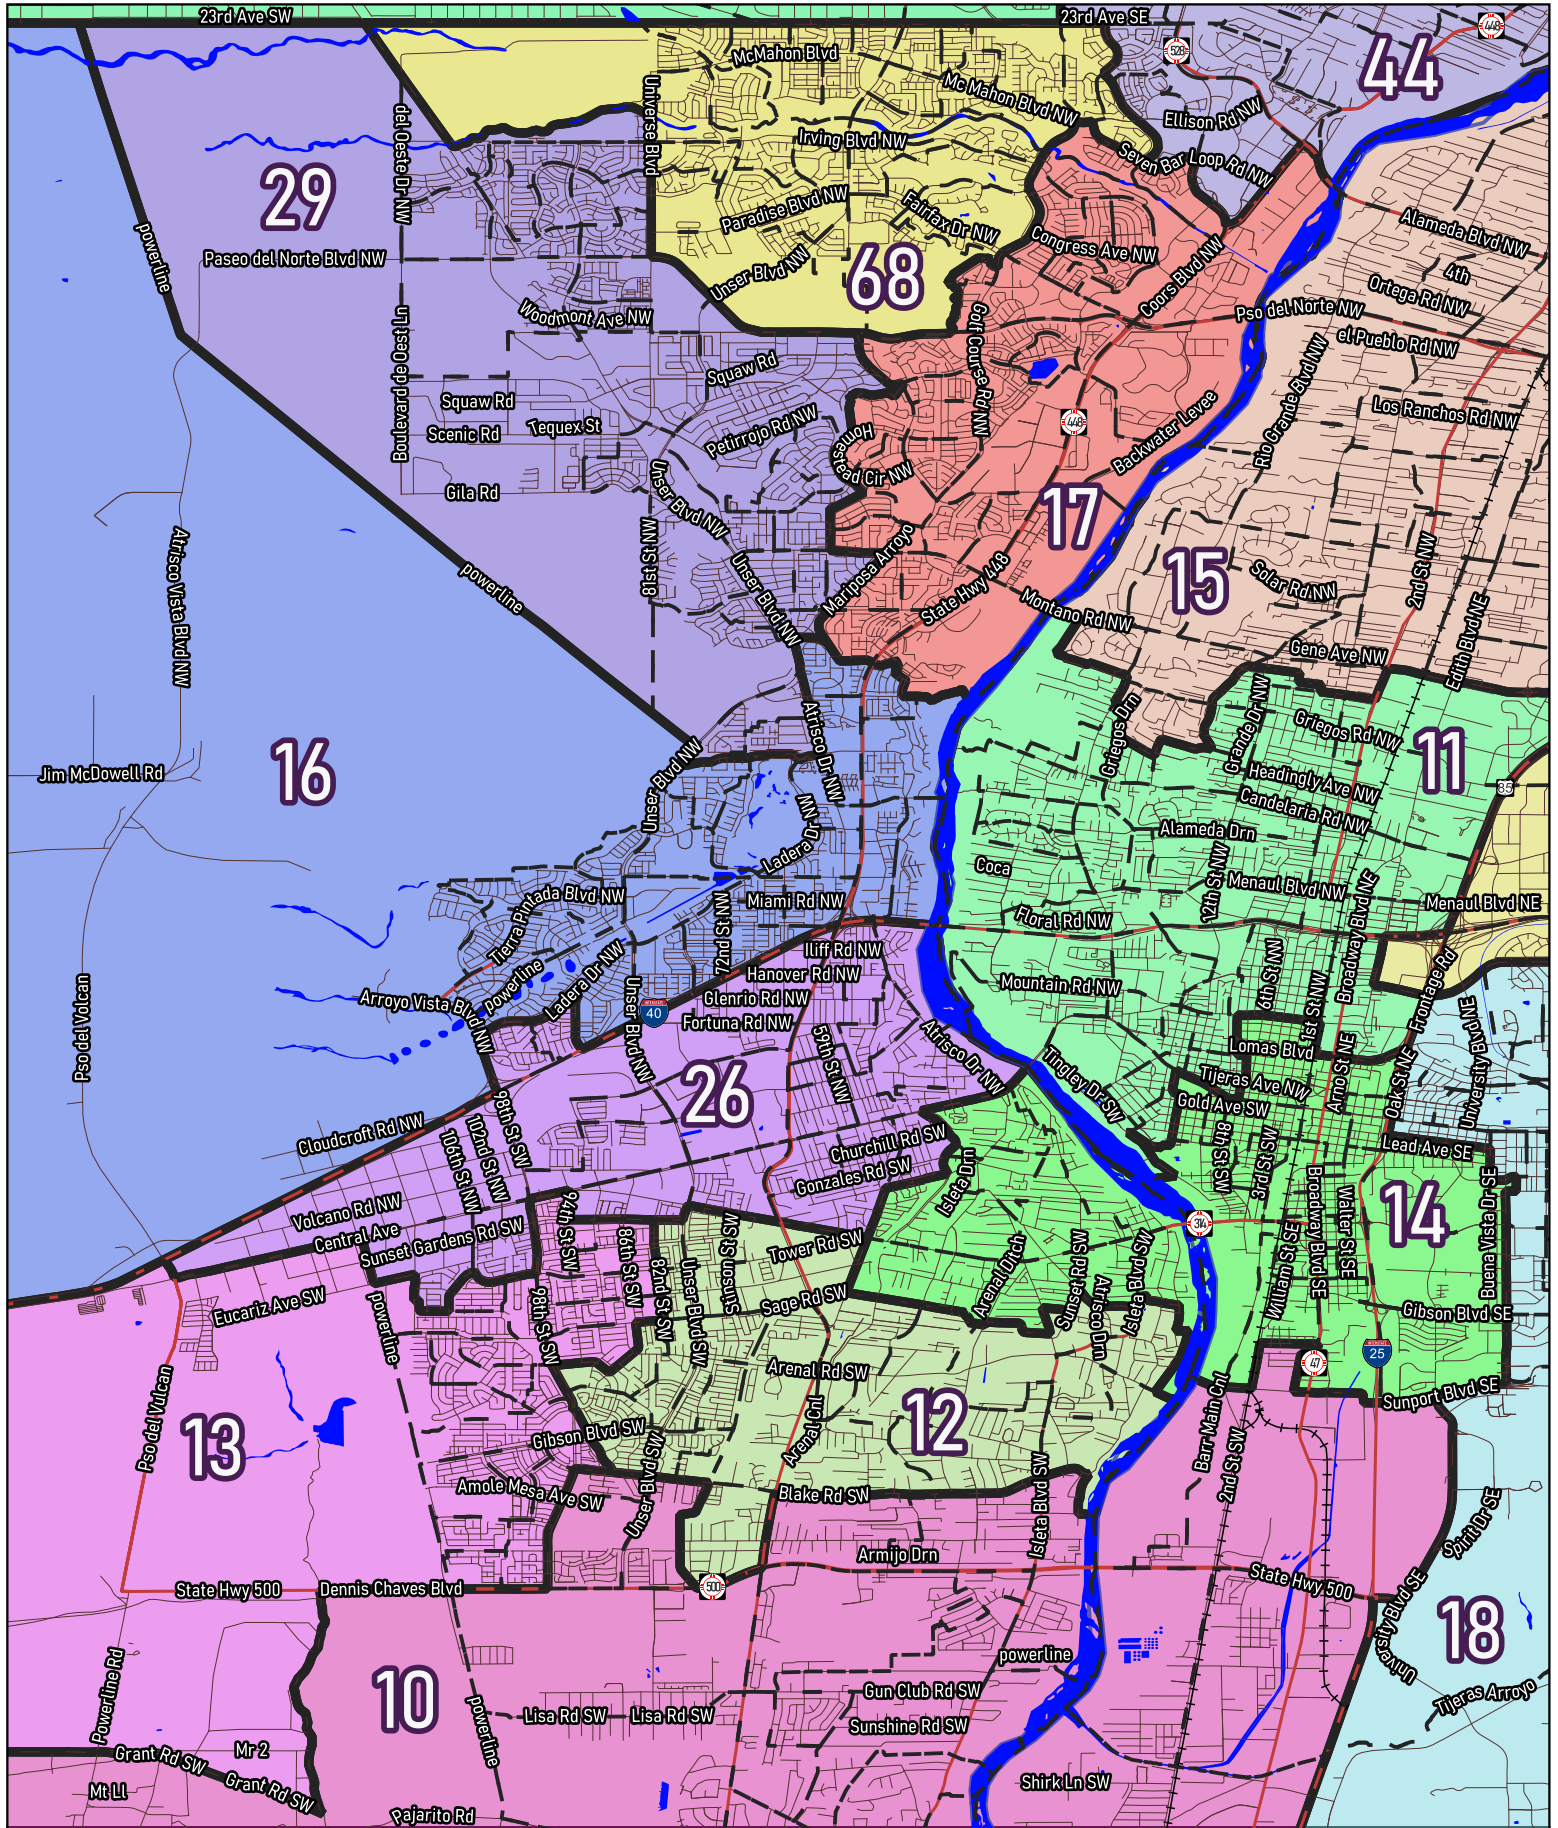 23rd Ave SW
23rd Ave SE
448
528
44
McMahon Blvd
Mc Mahon Blvd NW
Universe Blvd
del Oeste Dr NW
Irving Blvd NW
Ellison Rd NW
Seven Bar Loop Rd NW
29
Paradise Blvd NW
Fairfax Dr NW
Congress Ave NW
Alameda Blvd NW
powerline
Paseo del Norte Blvd NW
Unser Blvd NW
68
Coors Blvd NW
4th
Ortega Rd NW
Woodmont Ave NW
Boulevard de Oest Ln
Golf Course Rd NW
Pso del Norte NW
el Pueblo Rd NW
Squaw Rd
Squaw Rd
Scenic Rd
Tequex St
Petirrojo Rd NW
Homes
ead Cir NW
448
Backwater Levee
Rio Grande Blvd NW
Los Ranchos Rd NW
Gila Rd
Unser Blvd NW
17
Atrisco Vista Blvd NW
81st St NW
powerline
Unser Blvd NW
Mariposa Arroyo
State Hwy 448
Montano Rd NW
15
Solar Rd NW
2nd St NW
Gene Ave NW
Edith Blvd NE
16
Jim McDowell Rd
Unser Blvd NW
Atrisco Dr NW
Griegos Drn
Grande Dr NW
Griegos Rd NW
11
Headingly Ave NW
Candelaria Rd NW
85
Ladera Dr NW
Alameda Drn
Coca
12th St NW
Menaul Blvd NW
Menaul Blvd NE
Tierra Pintada Blvd NW
Miami Rd NW
Floral Rd NW
Broadway Blvd NE
72nd St NW
Iliff Rd NW
Hanover Rd NW
Glenrio Rd NW
Fortuna Rd NW
Mountain Rd NW
6th St NW
1st St NW
Frontage Rd
Pso del Vulcan
Arroyo Vista Blvd NW
powerline
Ladera Dr NW
Unser Blvd NW
40
59th St NW
Atrisco Dr NW
Tingley Dr SW
Lomas Blvd
Tijeras Ave NW
Gold Ave SW
Arno St NE
Oak St NE
University Blvd NE
26
Cloudcroft Rd NW
98th St SW
102nd St NW
106th St NW
Churchill Rd SW
Gonzales Rd SW
Isleta Drn
8th St SW
3rd St SW
Lead Ave SE
Volcano Rd NW
Central Ave
Sunset Gardens Rd SW
94th St SW
86th St SW
82nd St SW
Unser Blvd SW
Stinson St SW
Tower Rd SW
Sage Rd SW
Arenal Ditch
Sunset Rd SW
Atrisco Drn
Isleta Blvd SW
314
William St SE
Broadway Blvd SE
Walter St SE
14
Buena Vista Dr SE
Gibson Blvd SE
Eucariz Ave SW
powerline
98th St SW
Pso del Vulcan
13
Arenal Rd SW
12
Arenal Cnl
47
25
Sunport Blvd SE
Barr Main Cnl
2nd St SW
Gibson Blvd SW
Amole Mesa Ave SW
Unser Blvd SW
Blake Rd SW
Isleta Blvd SW
Armijo Drn
Spirit Dr SE
State Hwy 500
Dennis Chaves Blvd
500
State Hwy 500
University Blvd SE
18
Powerline Rd
10
powerline
powerline
Lisa Rd SW
Lisa Rd SW
Gun Club Rd SW
Sunshine Rd SW
Tijeras Arroyo
Grant Rd SW
Mr 2
Grant Rd SW
Mt Ll
Shirk Ln SW
Pajarito Rd